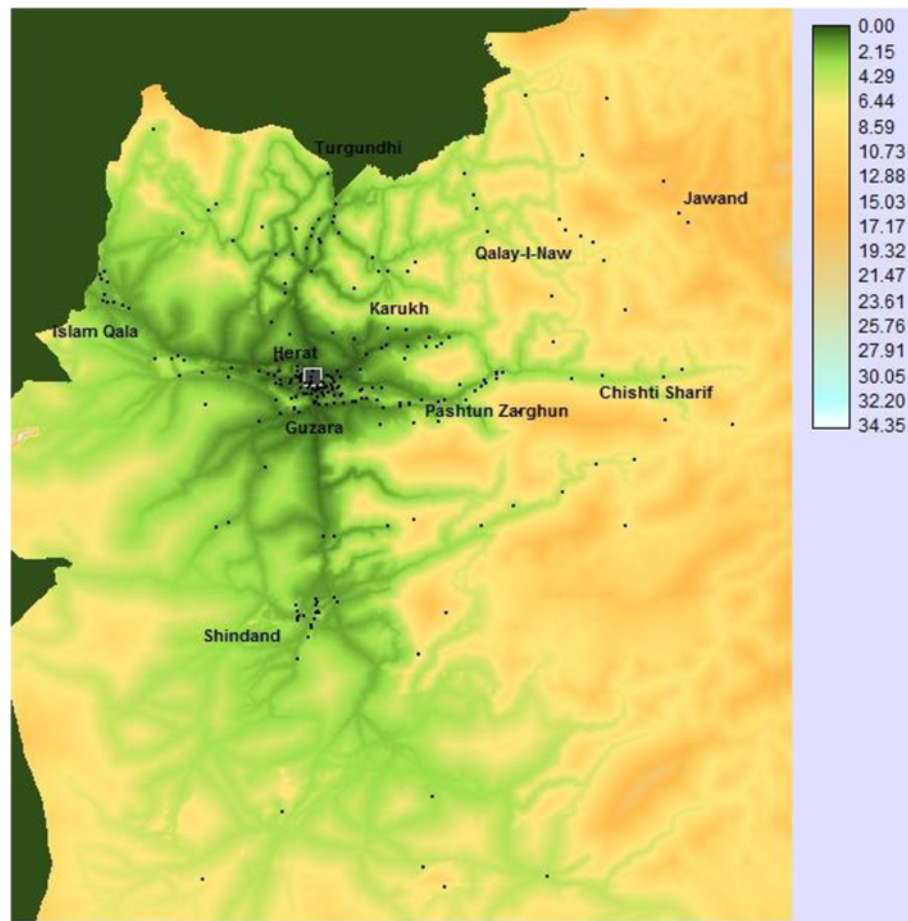 Turgundhi
Jawand
Qalay-I-Naw
Karukh
Islam Qala
Herat
Chishti Sharif
Pashtun Zarghun
Guzara
Shindand
0.00
2.15
4.29
6.44
8.59
10.73
12.88
15.03
17.17
19.32
21.47
23.61
25.76
27.91
30.05
32.20
34.35